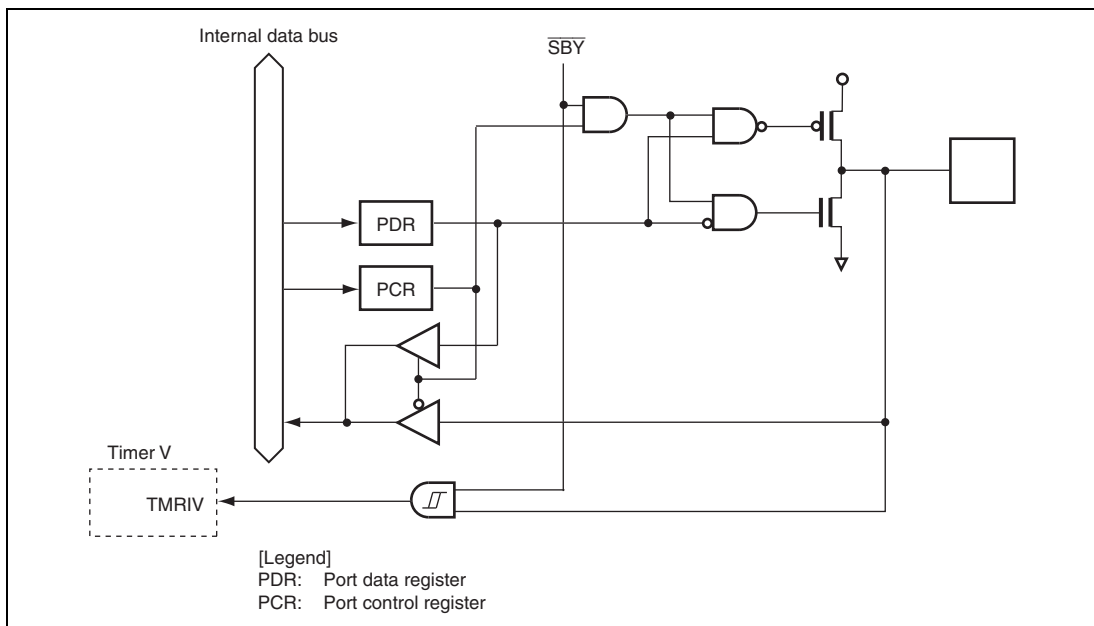 Internal data bus
SBY
PDR
PCR
Timer V
TMRIV
[Legend]
PDR: Port data register
PCR: Port control register